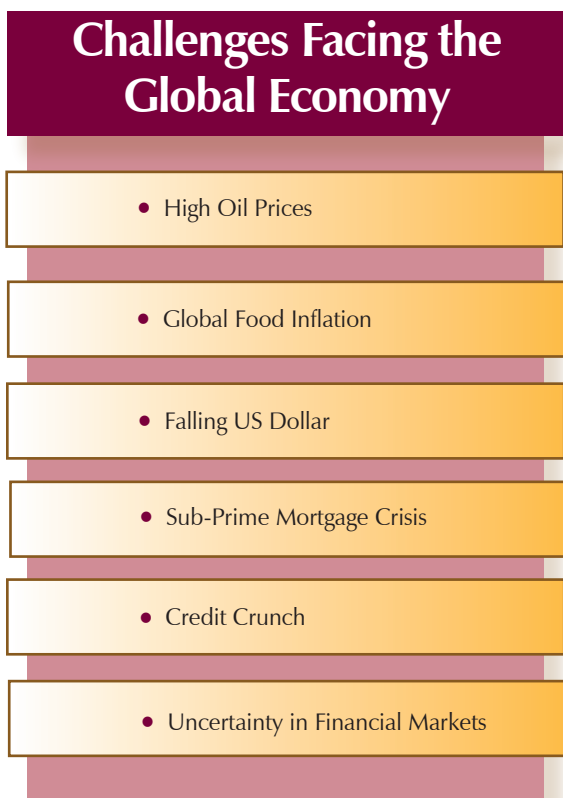 Challenges Facing the
Global Economy
• High Oil Prices
• Global Food Inflation
• Falling US Dollar
• Sub-Prime Mortgage Crisis
• Credit Crunch
• Uncertainty in Financial Markets